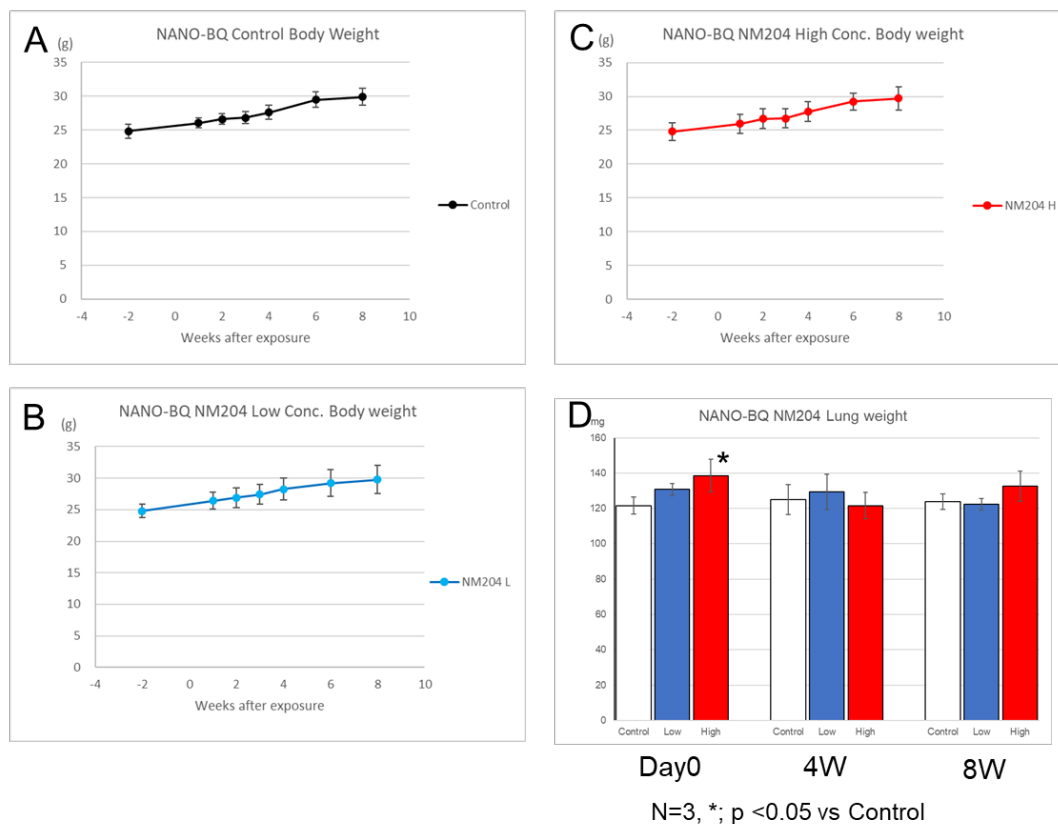 A
NANO-BQ Control Body Weight
(g)
35
30
25
20
15
10
5
0
-4 -2 0 2 4 6 8 10
Weeks after exposure
Control
B
NANO-BQ NM204 Low Conc. Body weight
(g)
35
30
25
20
15
10
5
0
-4 -2 0 2 4 6 8 10
Weeks after exposure
NM204 L
C
NANO-BQ NM204 High Conc. Body weight
(g)
35
30
25
20
15
10
5
0
-4 -2 0 2 4 6 8 10
Weeks after exposure
NM204 H
D
NANO-BQ NM204 Lung weight
mg
160
140
120
100
80
60
40
20
0
*
Control Low High Control Low High Control Low High
Day0 4W 8W
N=3, *; p <0.05 vs Control